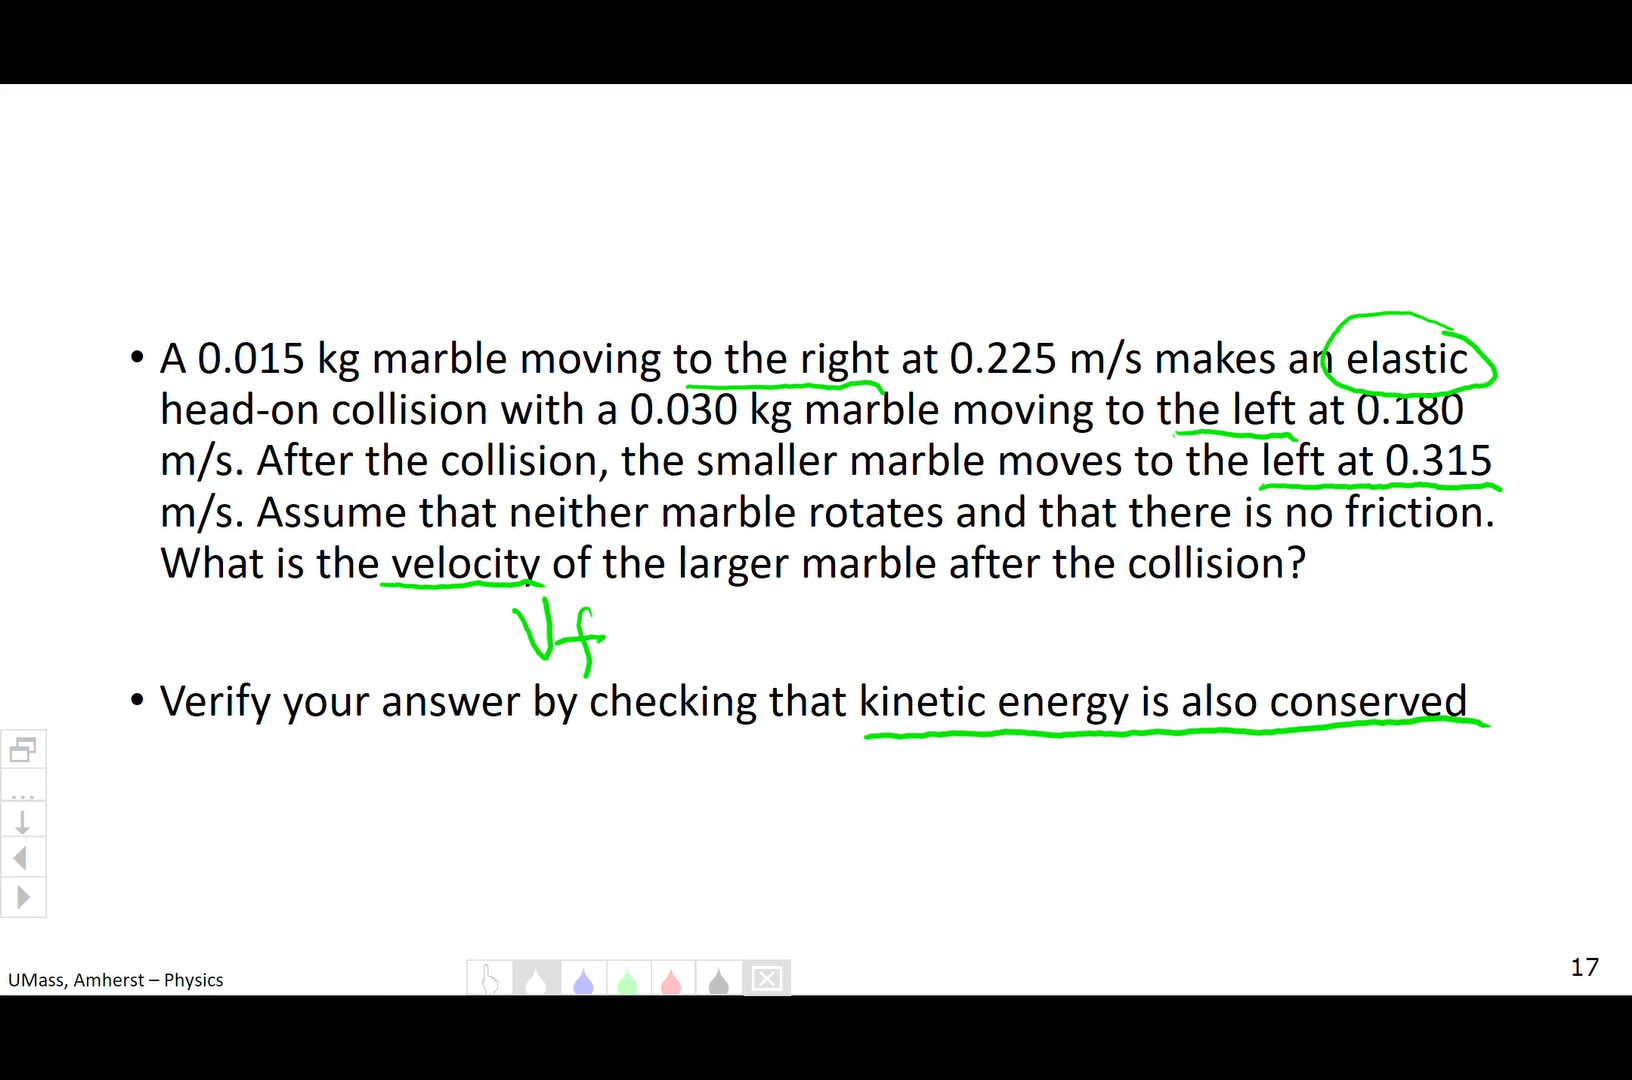 • A 0.015 kg marble moving to the right at 0.225 m/s makes an elastic
head-on collision with a 0.030 kg marble moving to the left at 0.180
m/s. After the collision, the smaller marble moves to the left at 0.315
m/s. Assume that neither marble rotates and that there is no friction.
What is the velocity of the larger marble after the collision?
Vf
• Verify your answer by checking that kinetic energy is also conserved
UMass, Amherst – Physics
17